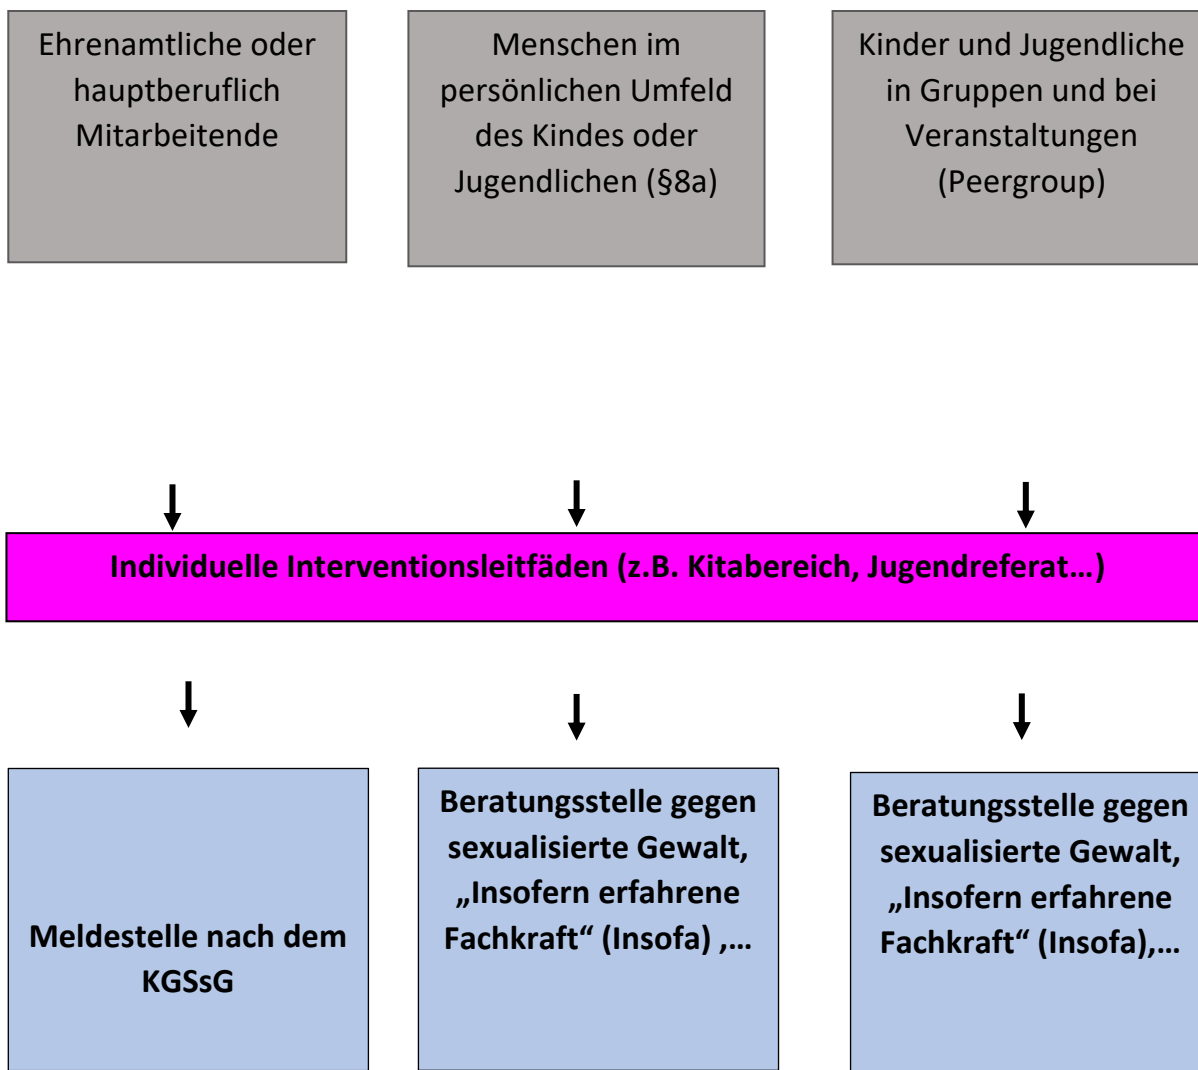 Ehrenamtliche oder
hauptberuflich
Mitarbeitende
Menschen im
persönlichen Umfeld
des Kindes oder
Jugendlichen (§8a)
Kinder und Jugendliche
in Gruppen und bei
Veranstaltungen
(Peergroup)
Individuelle Interventionsleitfäden (z.B. Kitabereich, Jugendreferat…)
Meldestelle nach dem
KGSsG
Beratungsstelle gegen
sexualisierte Gewalt,
„Insofern erfahrene
Fachkraft“ (Insofa) ,…
Beratungsstelle gegen
sexualisierte Gewalt,
„Insofern erfahrene
Fachkraft“ (Insofa),…